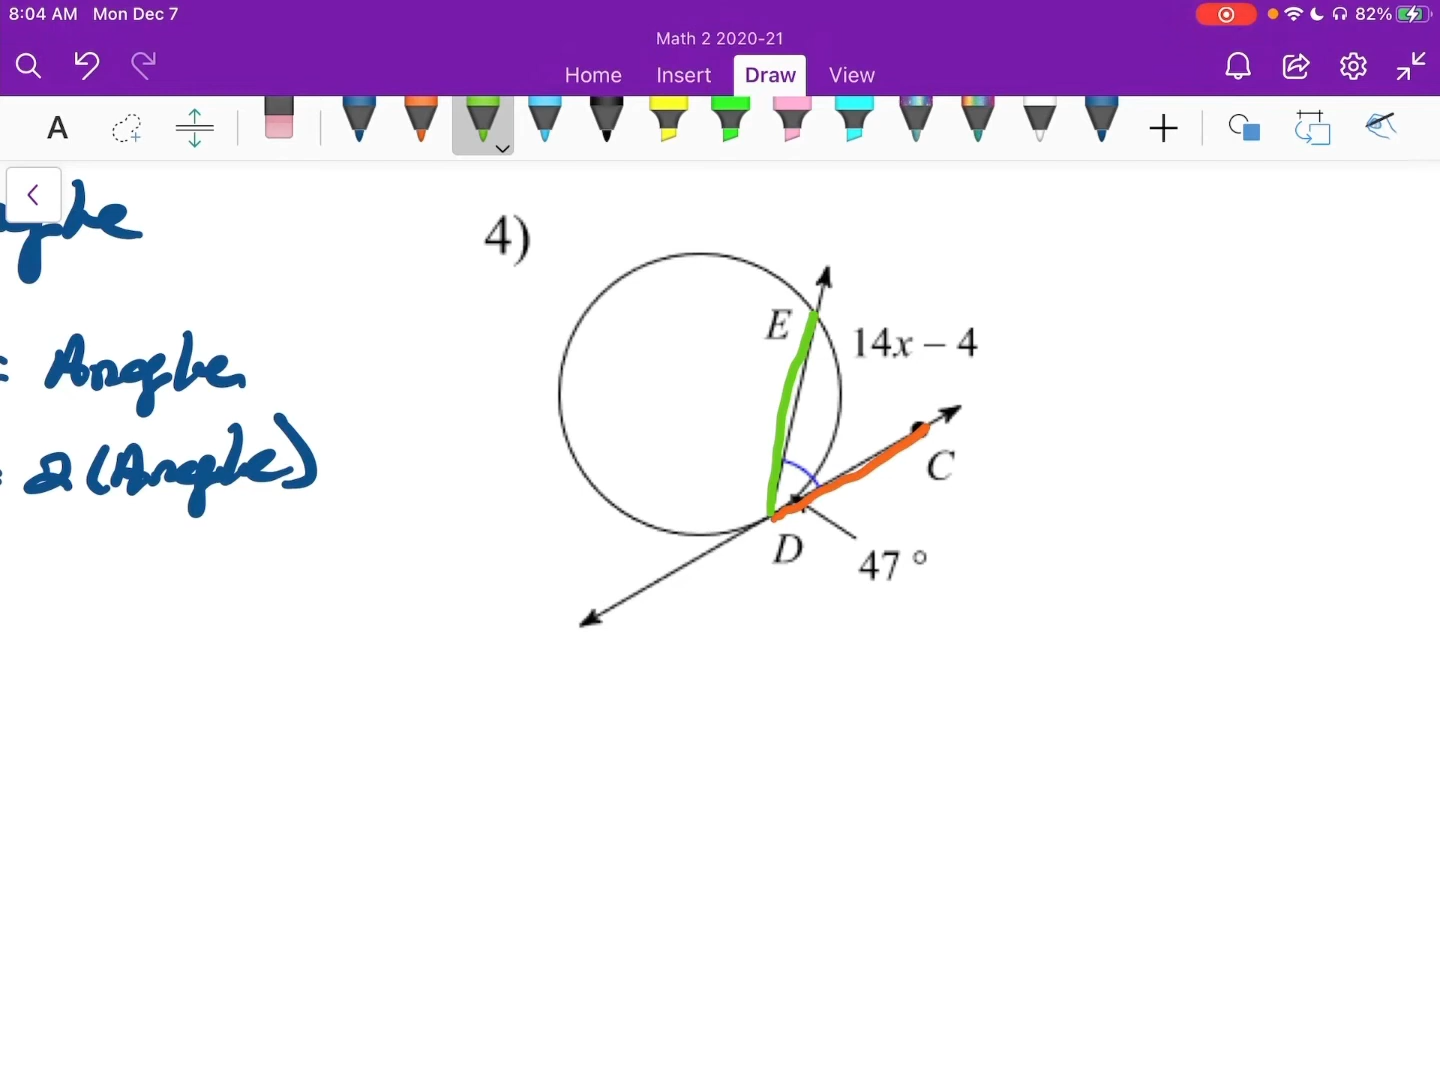 8:04 AM Mon Dec 7
82%
Math 2 2020-21
Home Insert Draw View
A
4)
E
14x – 4
= Angle
C
= 2 (Angle)
D
47 °